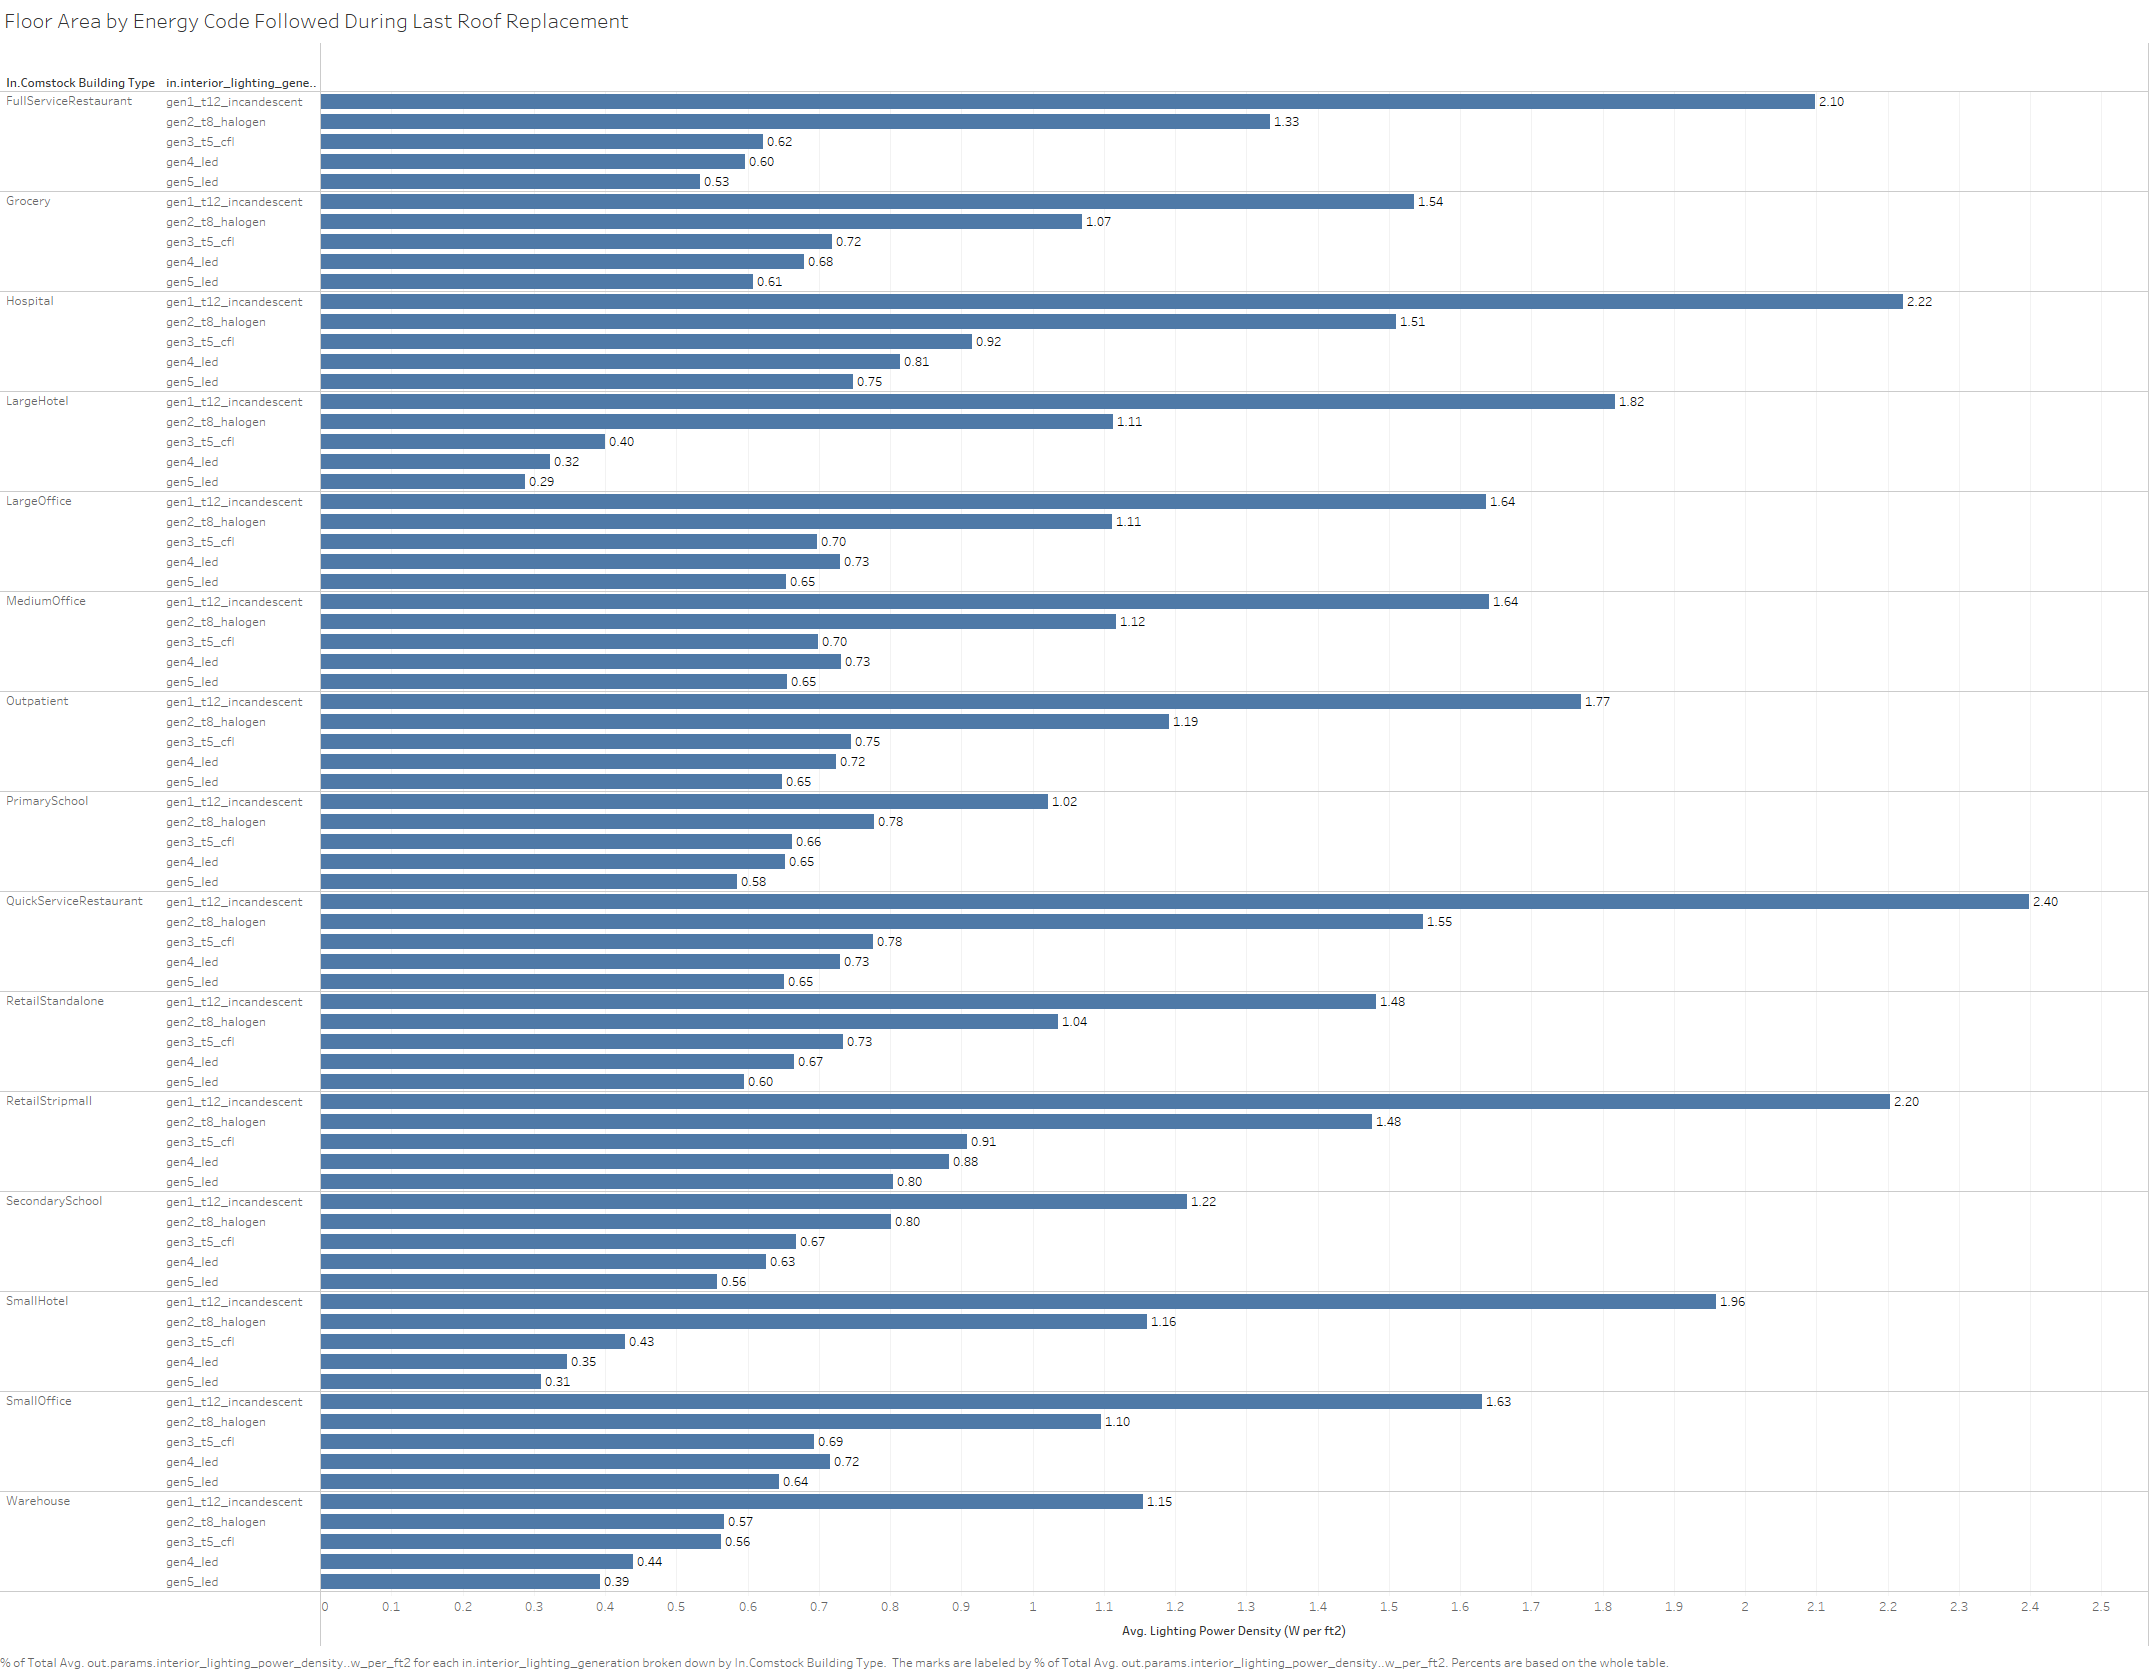 Floor Area by Energy Code Followed During Last Roof Replacement
In.Comstock Building Type in.interior_lighting_gene..
FullServiceRestaurant gen1_t12_incandescent 2.10
gen2_t8_halogen 1.33
gen3_t5_cfl 0.62
gen4_led 0.60
gen5_led 0.53
Grocery gen1_t12_incandescent 1.54
gen2_t8_halogen 1.07
gen3_t5_cfl 0.72
gen4_led 0.68
gen5_led 0.61
Hospital gen1_t12_incandescent 2.22
gen2_t8_halogen 1.51
gen3_t5_cfl 0.92
gen4_led 0.81
gen5_led 0.75
LargeHotel gen1_t12_incandescent 1.82
gen2_t8_halogen 1.11
gen3_t5_cfl 0.40
gen4_led 0.32
gen5_led 0.29
LargeOffice gen1_t12_incandescent 1.64
gen2_t8_halogen 1.11
gen3_t5_cfl 0.70
gen4_led 0.73
gen5_led 0.65
MediumOffice gen1_t12_incandescent 1.64
gen2_t8_halogen 1.12
gen3_t5_cfl 0.70
gen4_led 0.73
gen5_led 0.65
Outpatient gen1_t12_incandescent 1.77
gen2_t8_halogen 1.19
gen3_t5_cfl 0.75
gen4_led 0.72
gen5_led 0.65
PrimarySchool gen1_t12_incandescent 1.02
gen2_t8_halogen 0.78
gen3_t5_cfl 0.66
gen4_led 0.65
gen5_led 0.58
QuickServiceRestaurant gen1_t12_incandescent 2.40
gen2_t8_halogen 1.55
gen3_t5_cfl 0.78
gen4_led 0.73
gen5_led 0.65
RetailStandalone gen1_t12_incandescent 1.48
gen2_t8_halogen 1.04
gen3_t5_cfl 0.73
gen4_led 0.67
gen5_led 0.60
RetailStripmall gen1_t12_incandescent 2.20
gen2_t8_halogen 1.48
gen3_t5_cfl 0.91
gen4_led 0.88
gen5_led 0.80
SecondarySchool gen1_t12_incandescent 1.22
gen2_t8_halogen 0.80
gen3_t5_cfl 0.67
gen4_led 0.63
gen5_led 0.56
SmallHotel gen1_t12_incandescent 1.96
gen2_t8_halogen 1.16
gen3_t5_cfl 0.43
gen4_led 0.35
gen5_led 0.31
SmallOffice gen1_t12_incandescent 1.63
gen2_t8_halogen 1.10
gen3_t5_cfl 0.69
gen4_led 0.72
gen5_led 0.64
Warehouse gen1_t12_incandescent 1.15
gen2_t8_halogen 0.57
gen3_t5_cfl 0.56
gen4_led 0.44
gen5_led 0.39
0 0.1 0.2 0.3 0.4 0.5 0.6 0.7 0.8 0.9 1 1.1 1.2 1.3 1.4 1.5 1.6 1.7 1.8 1.9 2 2.1 2.2 2.3 2.4 2.5
Avg. Lighting Power Density (W per ft2)
% of Total Avg. out.params.interior_lighting_power_density..w_per_ft2 for each in.interior_lighting_generation broken down by In.Comstock Building Type. The marks are labeled by % of Total Avg. out.params.interior_lighting_power_density..w_per_ft2. Percents are based on the whole table.